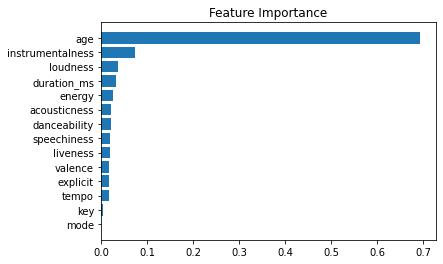 Feature Importance
age
instrumentalness
loudness
duration_ms
energy
acousticness
danceability
speechiness
liveness
valence
explicit
tempo
key
mode
0.0 0.1 0.2 0.3 0.4 0.5 0.6 0.7